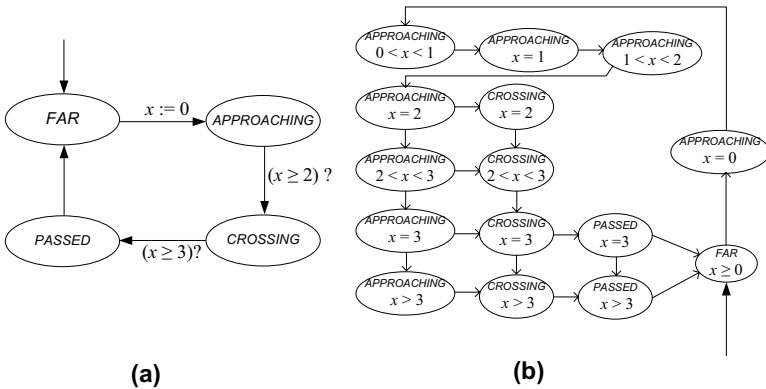 FAR
x := 0
APPROACHING
(x ≥ 2) ?
PASSED
(x ≥ 3)?
CROSSING
(a)
APPROACHING
0 < x < 1
APPROACHING
x = 1
APPROACHING
1 < x < 2
APPROACHING
x = 2
CROSSING
x = 2
APPROACHING
x = 0
APPROACHING
2 < x < 3
CROSSING
2 < x < 3
APPROACHING
x = 3
CROSSING
x = 3
PASSED
x =3
FAR
x ≥ 0
APPROACHING
x > 3
CROSSING
x > 3
PASSED
x > 3
(b)